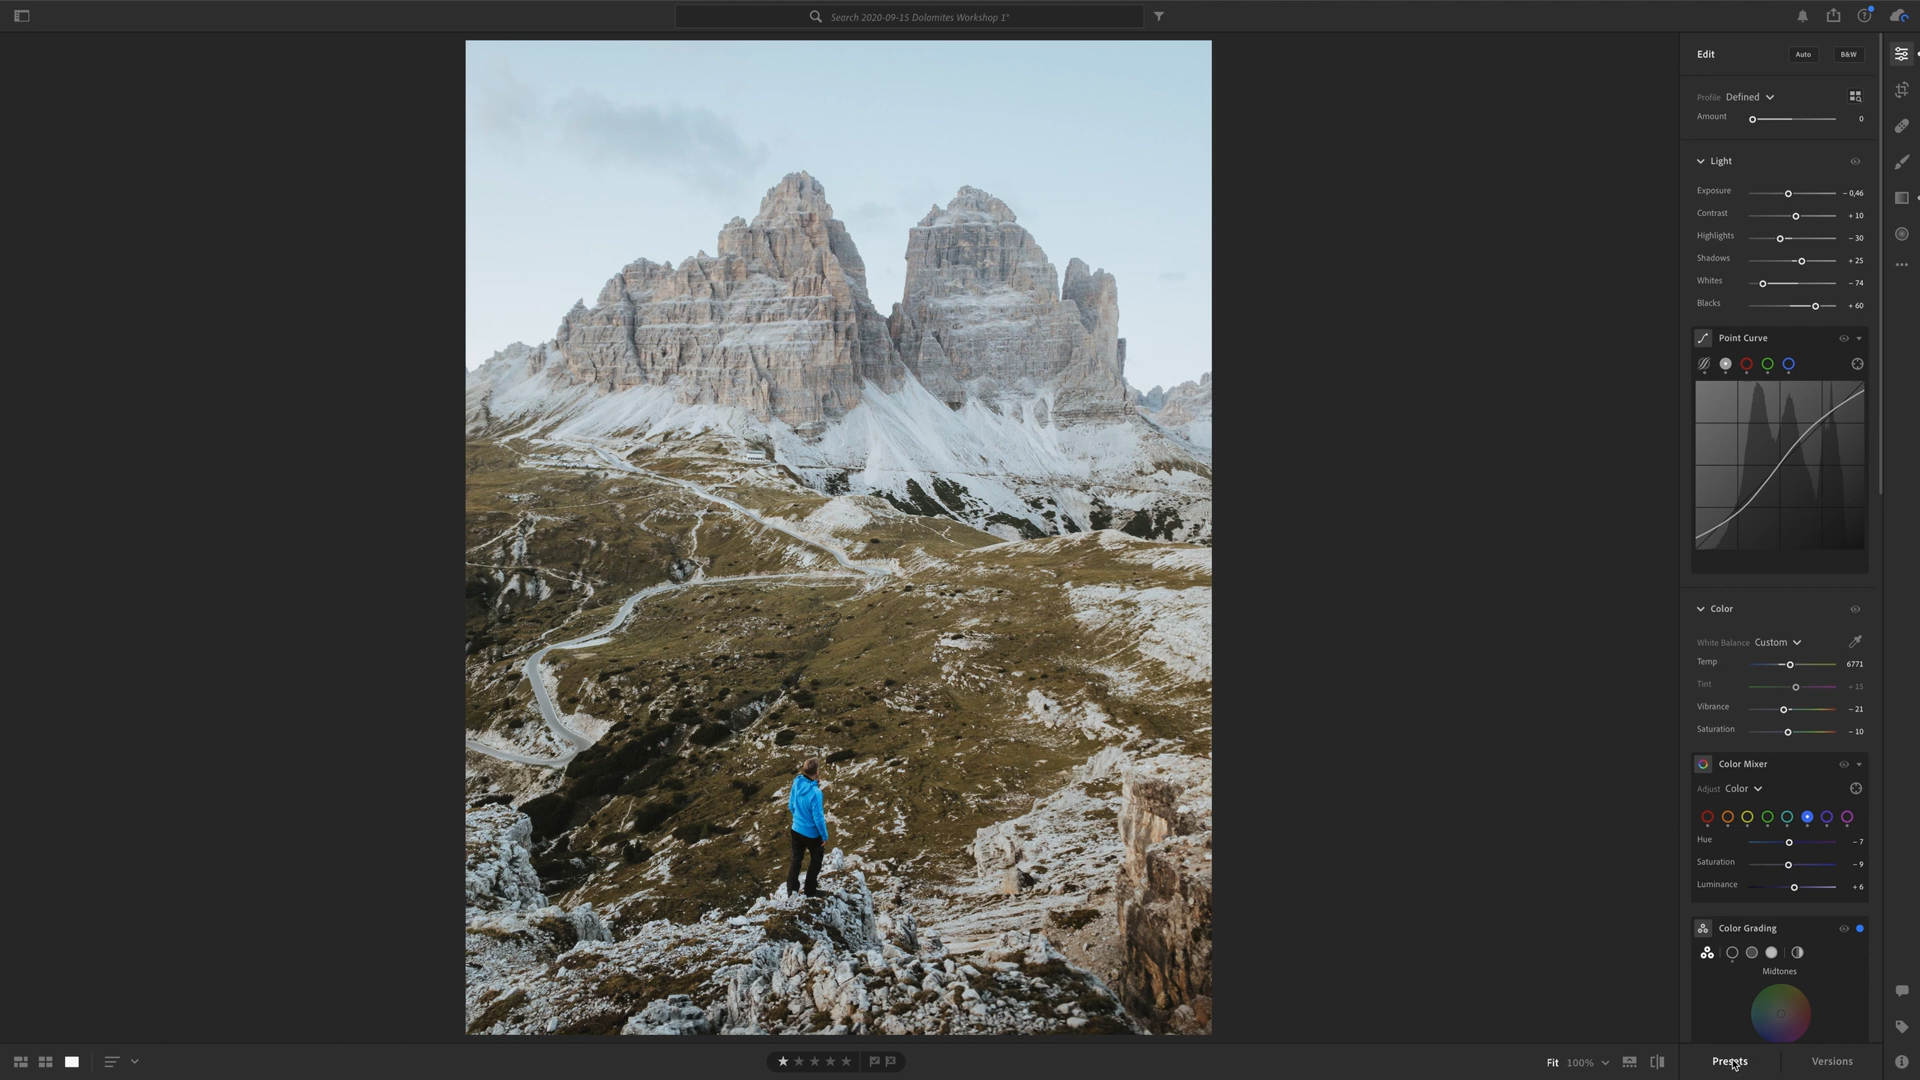 Search 2020-09-15 Dolomites Workshop 1"
Edit Auto B&W
Profile Defined
Amount 0
Light
Exposure – 0,46
Contrast + 10
Highlights – 30
Shadows + 25
Whites – 74
Blacks + 60
Point Curve
Color
White Balance Custom
Temp 6771
Tint + 15
Vibrance – 21
Saturation – 10
Color Mixer
Adjust Color
Hue – 7
Saturation – 9
Luminance + 6
Color Grading
Midtones
Fit 100% Presets Versions